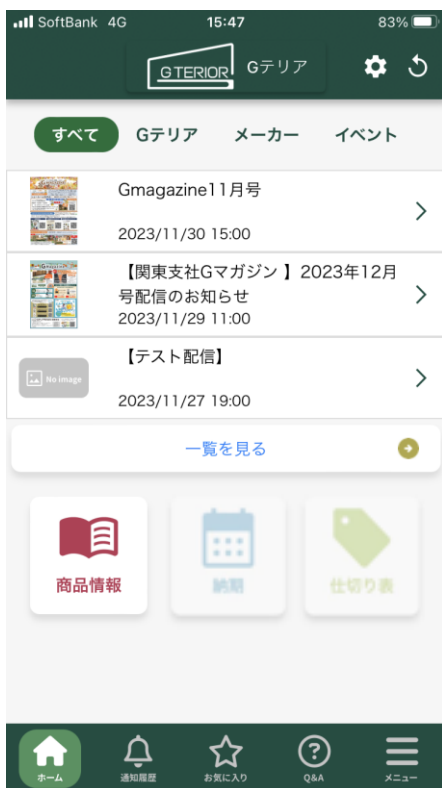 SoftBank 4G 15:47 83%
G TERIOR Gテリア
すべて Gテリア メーカー イベント
Gmagazine11月号
2023/11/30 15:00
【関東支社Gマガジン 】2023年12月
号配信のお知らせ
2023/11/29 11:00
【テスト配信】
No image
2023/11/27 19:00
一覧を見る
商品情報 納期 仕切り表
ホーム 通知履歴 お気に入り Q&A メニュー